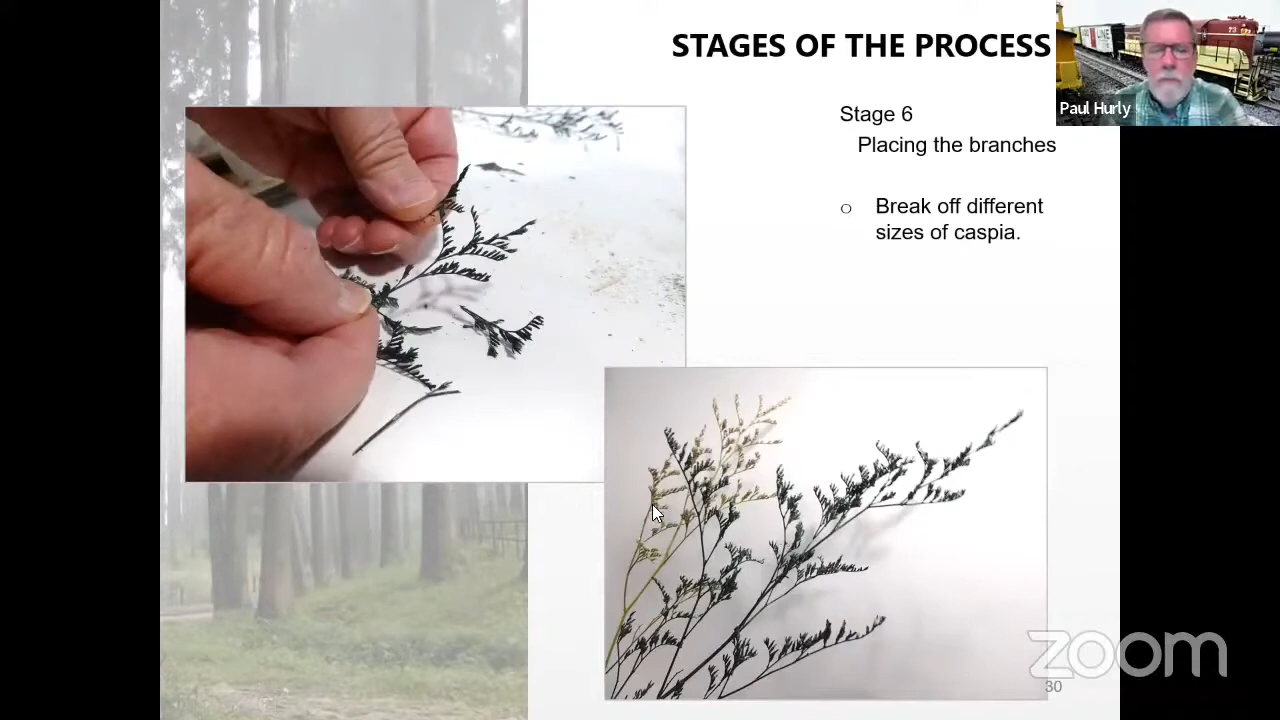 STAGES OF THE PROCESS
Paul Hurly
Stage 6
Placing the branches
○ Break off different
sizes of caspia.
zoom
30